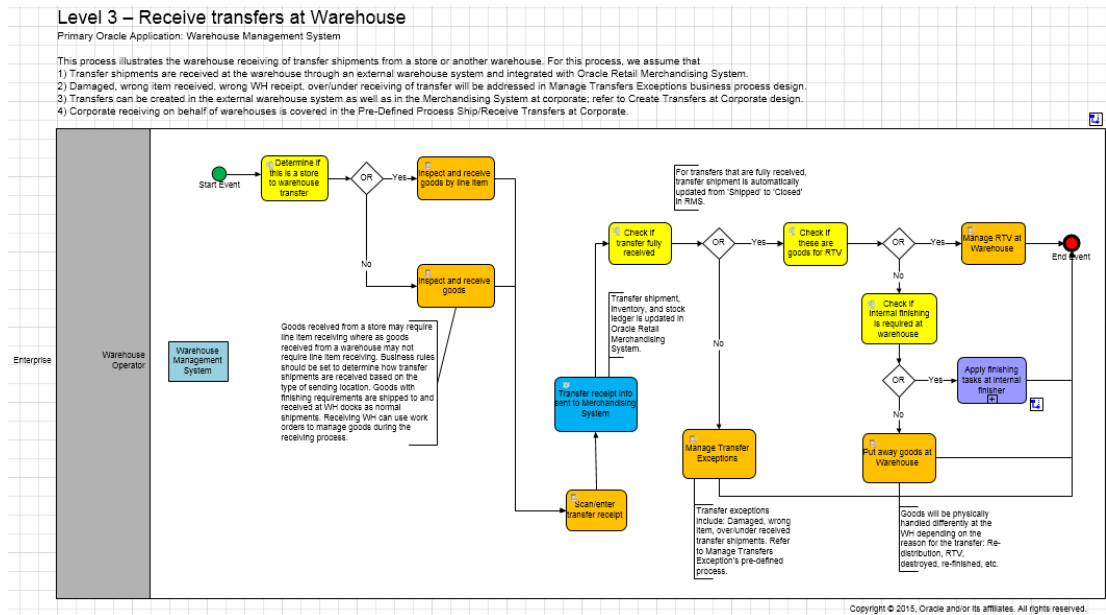 Level 3 – Receive transfers at Warehouse
Primary Oracle Application: Warehouse Management System
This process illustrates the warehouse receiving of transfer shipments from a store or another warehouse. For this process, we assume that
1) Transfer shipments are received at the warehouse through an external warehouse system and integrated with Oracle Retail Merchandising System.
2) Damaged, wrong item received, wrong WH receipt, over/under receiving of transfer will be addressed in Manage Transfers Exceptions business process design.
3) Transfers can be created in the external warehouse system as well as in the Merchandising System at corporate; refer to Create Transfers at Corporate design.
4) Corporate receiving on behalf of warehouses is covered in the Pre-Defined Process Ship/Receive Transfers at Corporate.
Enterprise
Warehouse
Operator
Warehouse
Management
System
Start Event
Determine if
this is a store
to warehouse
transfer
OR
Yes
Inspect and receive
goods by line item
No
Inspect and receive
goods
Goods received from a store may require
line item receiving where as goods
received from a warehouse may not
require line item receiving. Business rules
should be set to determine how transfer
shipments are received based on the
type of sending location. Goods with
finishing requirements are shipped to and
received at WH docks as normal
shipments. Receiving WH can use work
orders to manage goods during the
receiving process.
Scan/enter
transfer receipt
Transfer receipt info
sent to Merchandising
System
Transfer shipment,
inventory, and stock
ledger is updated in
Oracle Retail
Merchandising
System.
Check if
transfer fully
received
For transfers that are fully received,
transfer shipment is automatically
updated from 'Shipped' to 'Closed'
in RMS.
OR
Yes
No
Manage Transfer
Exceptions
Transfer exceptions
include: Damaged, wrong
item, over/under received
transfer shipments. Refer
to Manage Transfers
Exception's pre-defined
process.
Check if
these are
goods for RTV
OR
Yes
Manage RTV at
Warehouse
End Event
No
Check if
internal finishing
is required at
warehouse
OR
Yes
Apply finishing
tasks at internal
finisher
No
Put away goods at
Warehouse
Goods will be physically
handled differently at the
WH depending on the
reason for the transfer: Re-
distribution, RTV,
destroyed, re-finished, etc.
Copyright © 2015, Oracle and/or its affiliates. All rights reserved.